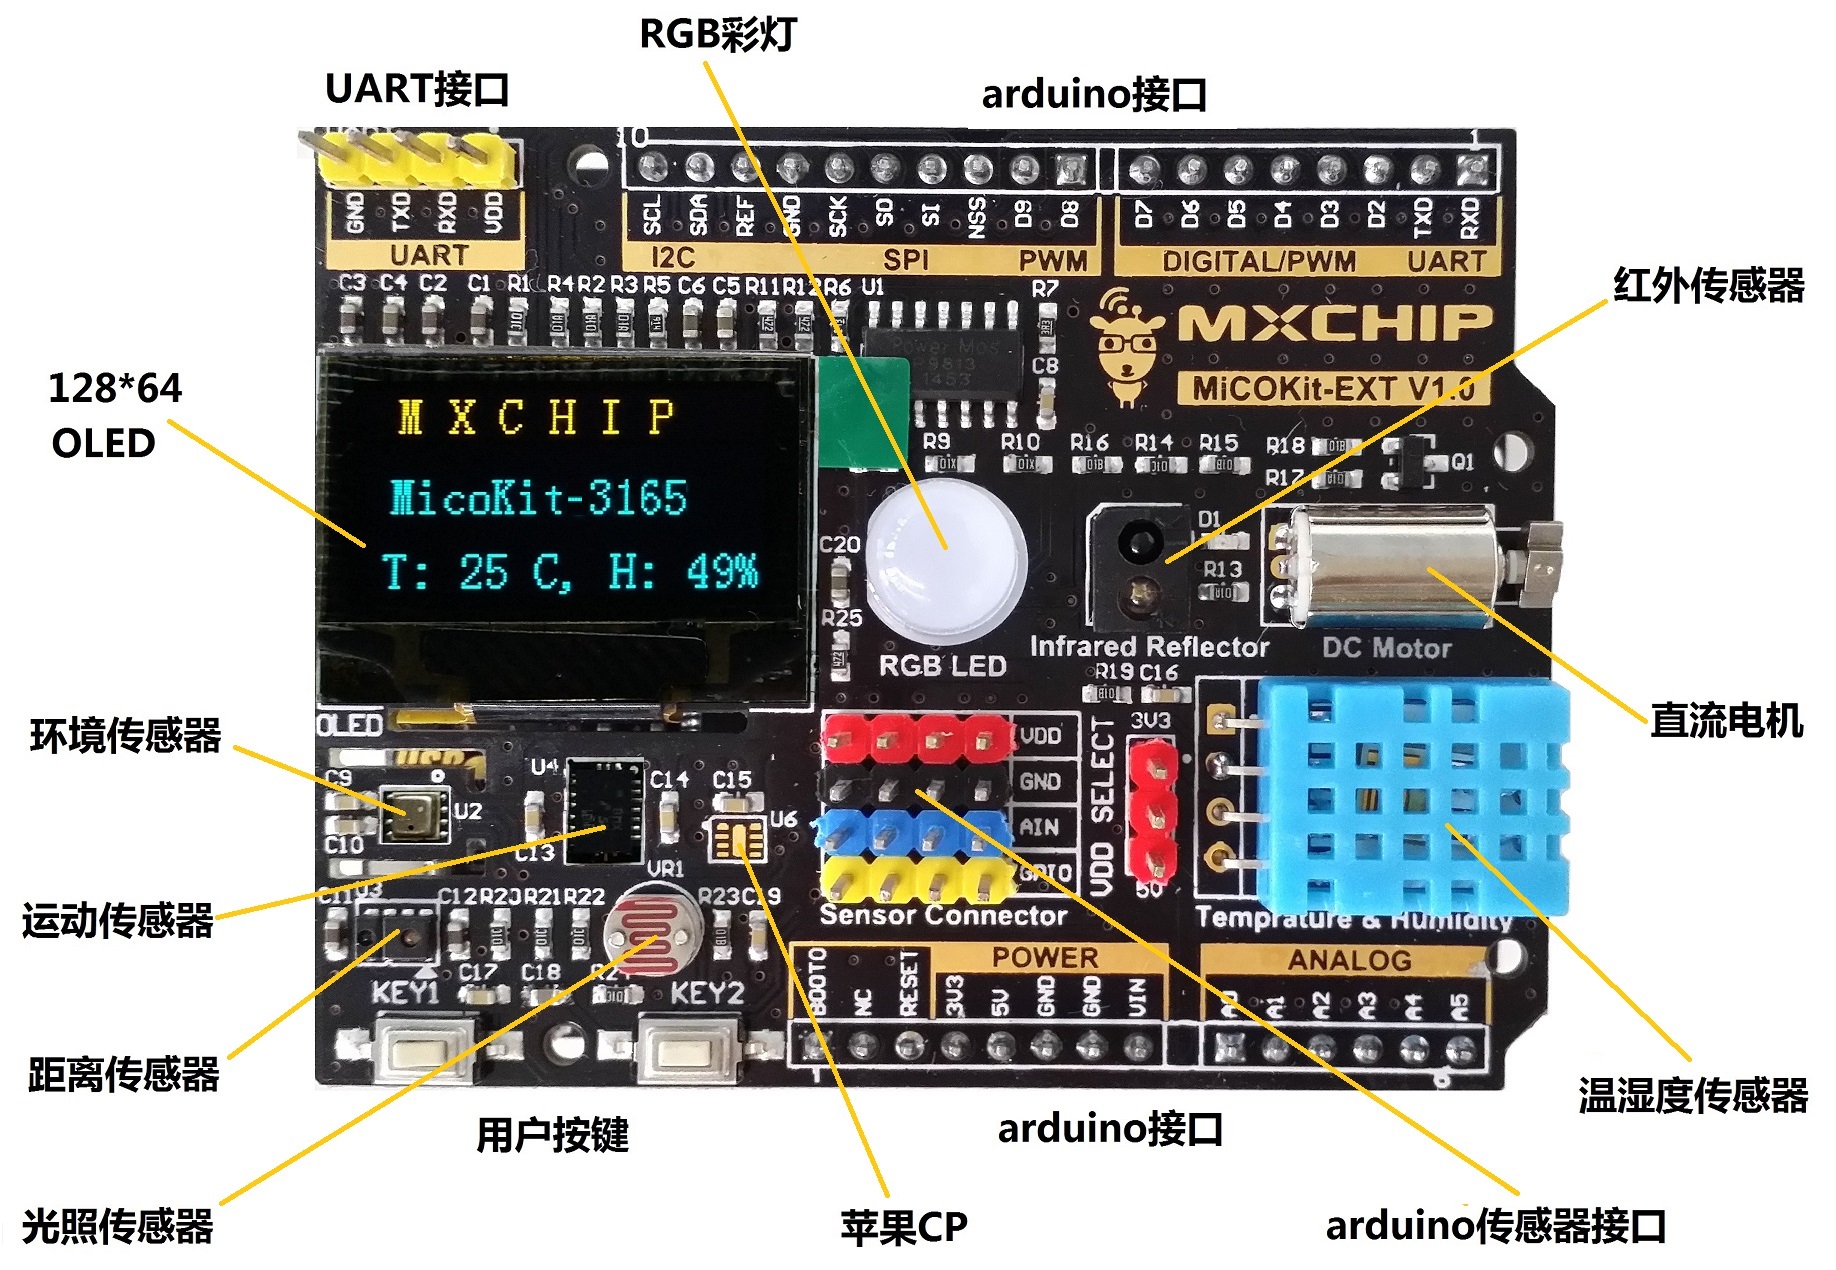 RGB彩灯
UART接口
arduino接口
10
1
GND TXD RXD VDD
UART
SCL SDA REF GND SCK SO SI NSS D9 D8
I2C SPI PWM
D7 D6 D5 D4 D3 D2 TXD RXD
DIGITAL/PWM UART
C3 C4 C2 C1 R1 R4 R2 R3 R5 C6 C5 R11 R12 R6 U1
R7
红外传感器
MXCHIP
MiCOKit-EXT V1.0
Power Mos
9813
1453
C8
128*64
OLED
MXCHIP
MicoKit-3165
T: 25 C, H: 49%
R9 R10 R16 R14 R15 R18
R17
Q1
C20
R25
D1
R13
RGB LED
Infrared Reflector
DC Motor
R19 C16
OLED
环境传感器
直流电机
VDD
GND
AIN
GPIO
Sensor Connector
VDD SELECT
3V3
5V
C9
C10
U2
U4
C13
C14
C15
U6
VR1
运动传感器
C11 U3 C12 R20 R21 R22
R23 C19
Temprature & Humidity
C17 C18 R24
KEY1
KEY2
POWER
BOOT0 NC RESET 3V3 5V GND GND VIN
ANALOG
A0 A1 A2 A3 A4 A5
1
6
距离传感器
用户按键
arduino接口
温湿度传感器
光照传感器
苹果CP
arduino传感器接口